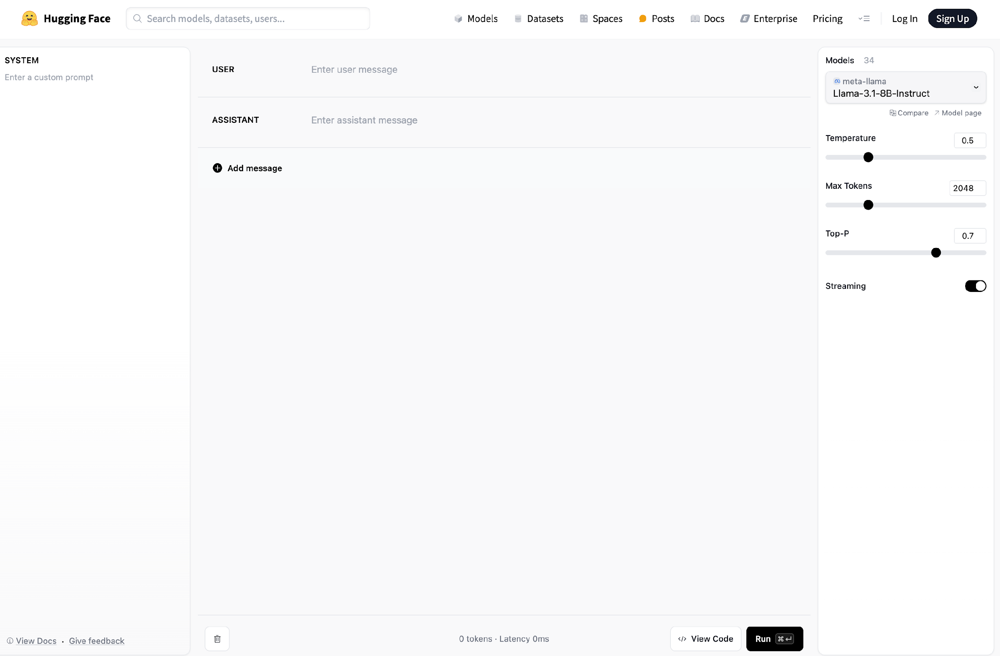 Hugging Face
Search models, datasets, users...
Models
Datasets
Spaces
Posts
Docs
Enterprise
Pricing
Log In
Sign Up
SYSTEM
Enter a custom prompt
USER
Enter user message
ASSISTANT
Enter assistant message
Add message
Models 34
meta-llama
Llama-3.1-8B-Instruct
Compare
Model page
Temperature
0.5
Max Tokens
2048
Top-P
0.7
Streaming
View Docs · Give feedback
0 tokens · Latency 0ms
</> View Code
Run ⌘ ↵